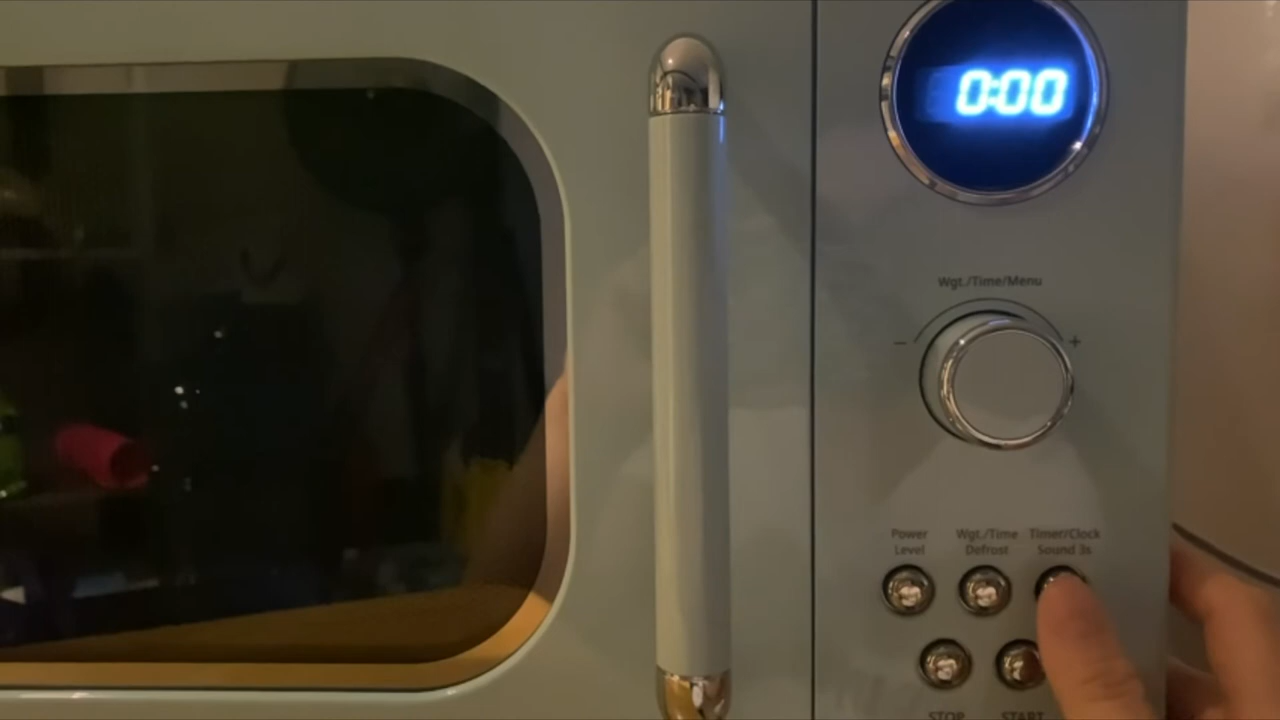 0:00
Wgt./Time/Menu
− +
Power Level
Wgt./Time Defrost
Timer/Clock Sound 3s
STOP START